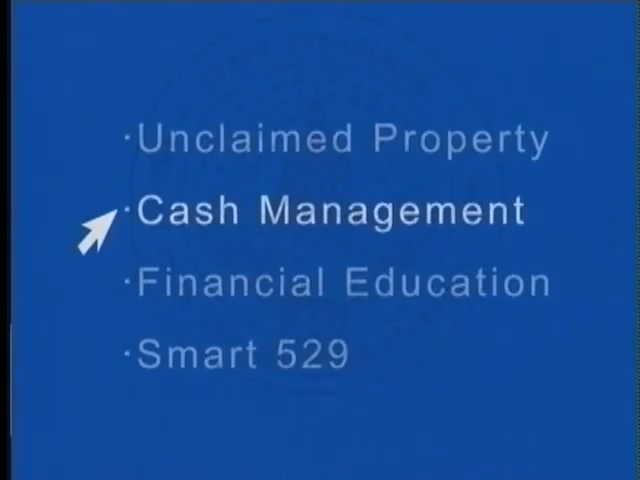 ·Unclaimed Property
·Cash Management
·Financial Education
·Smart 529